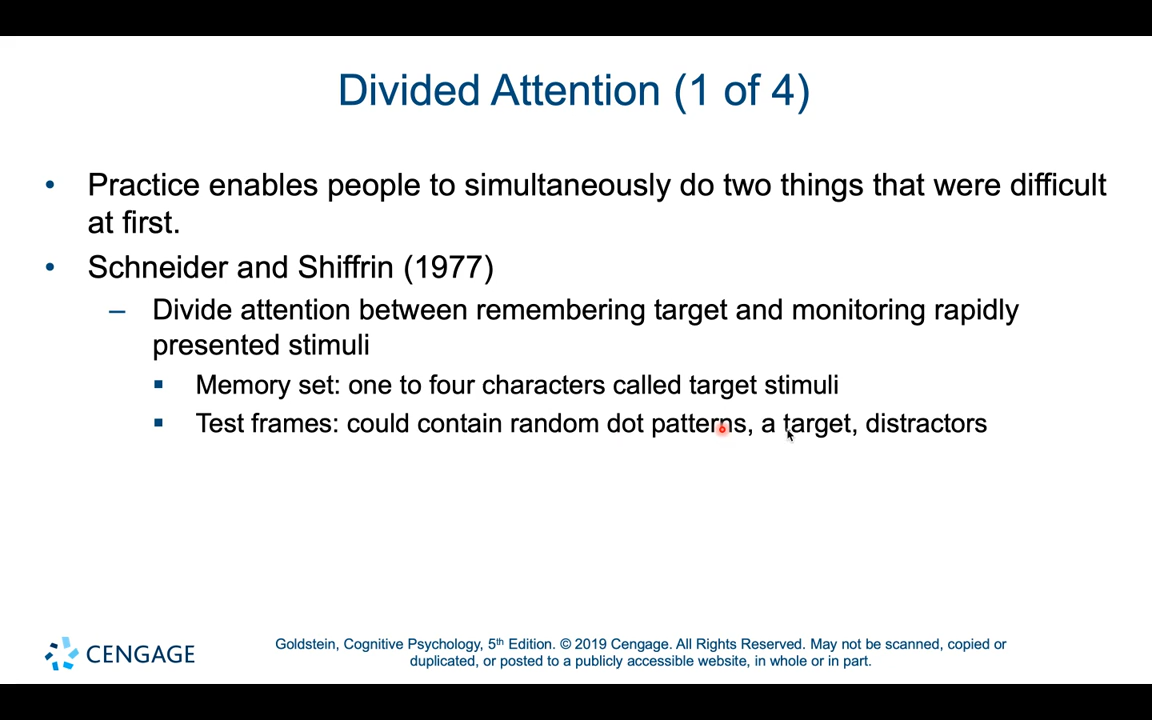 Divided Attention (1 of 4)
• Practice enables people to simultaneously do two things that were difficult
at first.
• Schneider and Shiffrin (1977)
– Divide attention between remembering target and monitoring rapidly
presented stimuli
▪ Memory set: one to four characters called target stimuli
▪ Test frames: could contain random dot patterns, a target, distractors
CENGAGE
Goldstein, Cognitive Psychology, 5th Edition. © 2019 Cengage. All Rights Reserved. May not be scanned, copied or
duplicated, or posted to a publicly accessible website, in whole or in part.